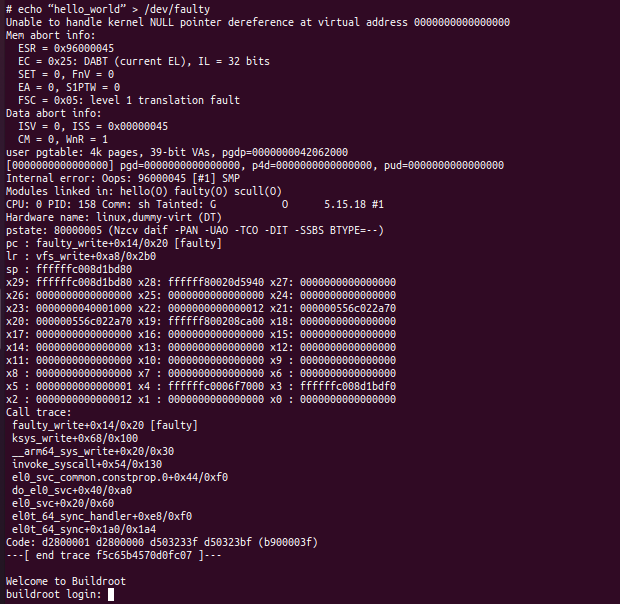 # echo “hello_world” > /dev/faulty
Unable to handle kernel NULL pointer dereference at virtual address 0000000000000000
Mem abort info:
  ESR = 0x96000045
  EC = 0x25: DABT (current EL), IL = 32 bits
  SET = 0, FnV = 0
  EA = 0, S1PTW = 0
  FSC = 0x05: level 1 translation fault
Data abort info:
  ISV = 0, ISS = 0x00000045
  CM = 0, WnR = 1
user pgtable: 4k pages, 39-bit VAs, pgdp=0000000042062000
[0000000000000000] pgd=0000000000000000, p4d=0000000000000000, pud=0000000000000000
Internal error: Oops: 96000045 [#1] SMP
Modules linked in: hello(O) faulty(O) scull(O)
CPU: 0 PID: 158 Comm: sh Tainted: G           O      5.15.18 #1
Hardware name: linux,dummy-virt (DT)
pstate: 80000005 (Nzcv daif -PAN -UAO -TCO -DIT -SSBS BTYPE=--)
pc : faulty_write+0x14/0x20 [faulty]
lr : vfs_write+0xa8/0x2b0
sp : ffffffc008d1bd80
x29: ffffffc008d1bd80 x28: ffffff80020d5940 x27: 0000000000000000
x26: 0000000000000000 x25: 0000000000000000 x24: 0000000000000000
x23: 0000000040001000 x22: 0000000000000012 x21: 000000556c022a70
x20: 000000556c022a70 x19: ffffff800208ca00 x18: 0000000000000000
x17: 0000000000000000 x16: 0000000000000000 x15: 0000000000000000
x14: 0000000000000000 x13: 0000000000000000 x12: 0000000000000000
x11: 0000000000000000 x10: 0000000000000000 x9 : 0000000000000000
x8 : 0000000000000000 x7 : 0000000000000000 x6 : 0000000000000000
x5 : 0000000000000001 x4 : ffffffc0006f7000 x3 : ffffffc008d1bdf0
x2 : 0000000000000012 x1 : 0000000000000000 x0 : 0000000000000000
Call trace:
 faulty_write+0x14/0x20 [faulty]
 ksys_write+0x68/0x100
 __arm64_sys_write+0x20/0x30
 invoke_syscall+0x54/0x130
 el0_svc_common.constprop.0+0x44/0xf0
 do_el0_svc+0x40/0xa0
 el0_svc+0x20/0x60
 el0t_64_sync_handler+0xe8/0xf0
 el0t_64_sync+0x1a0/0x1a4
Code: d2800001 d2800000 d503233f d50323bf (b900003f)
---[ end trace f5c65b4570d0fc07 ]---

Welcome to Buildroot
buildroot login: